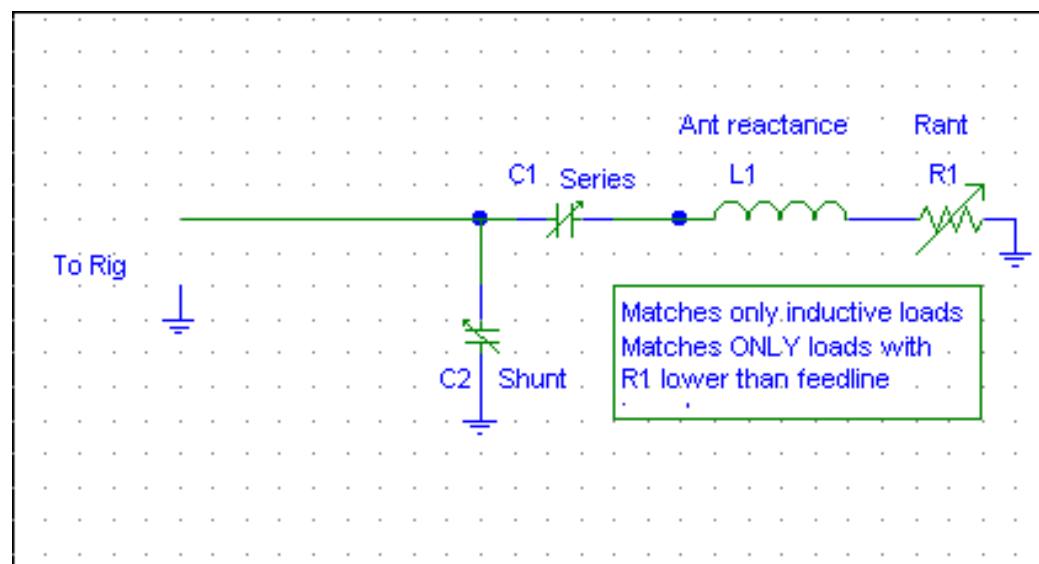 Ant reactance Rant
C1 Series L1 R1
To Rig
Matches only inductive loads
Matches ONLY loads with
R1 lower than feedline
C2 Shunt